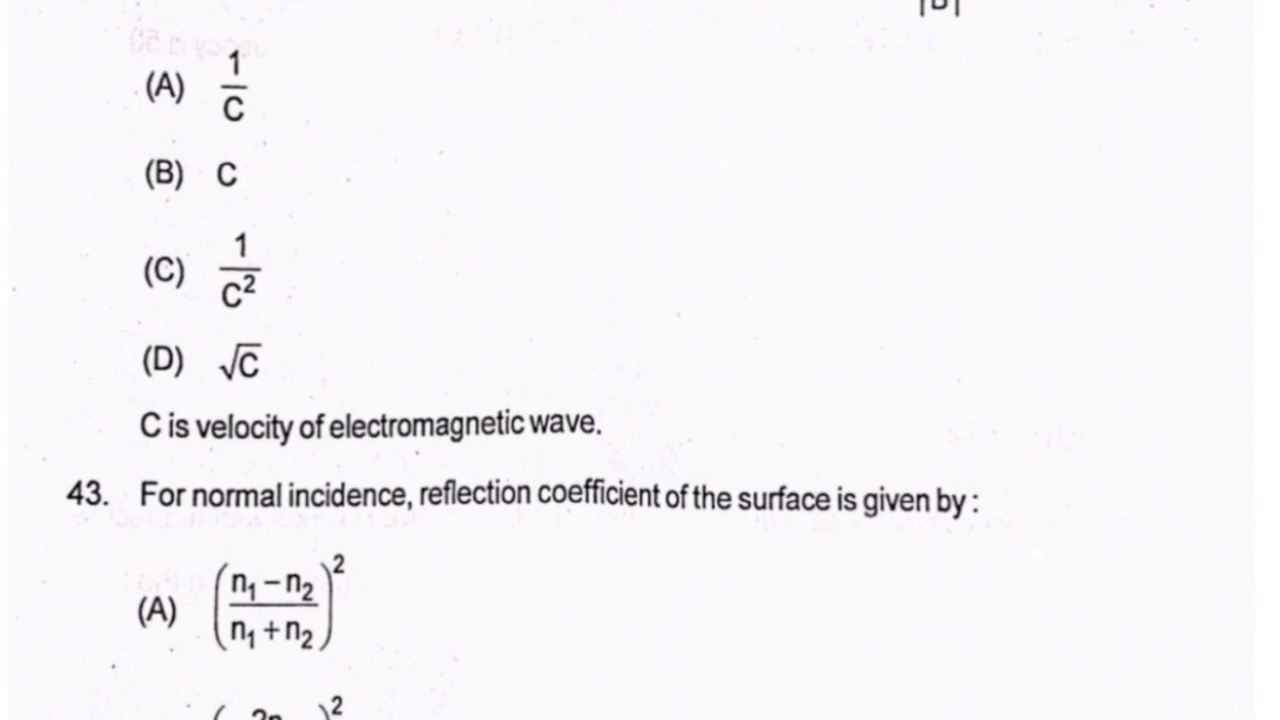 |B|
(A) 1/C
(B) C
(C) 1/C²
(D) √C
C is velocity of electromagnetic wave.
43. For normal incidence, reflection coefficient of the surface is given by :
(A) ((n₁ − n₂)/(n₁ + n₂))²